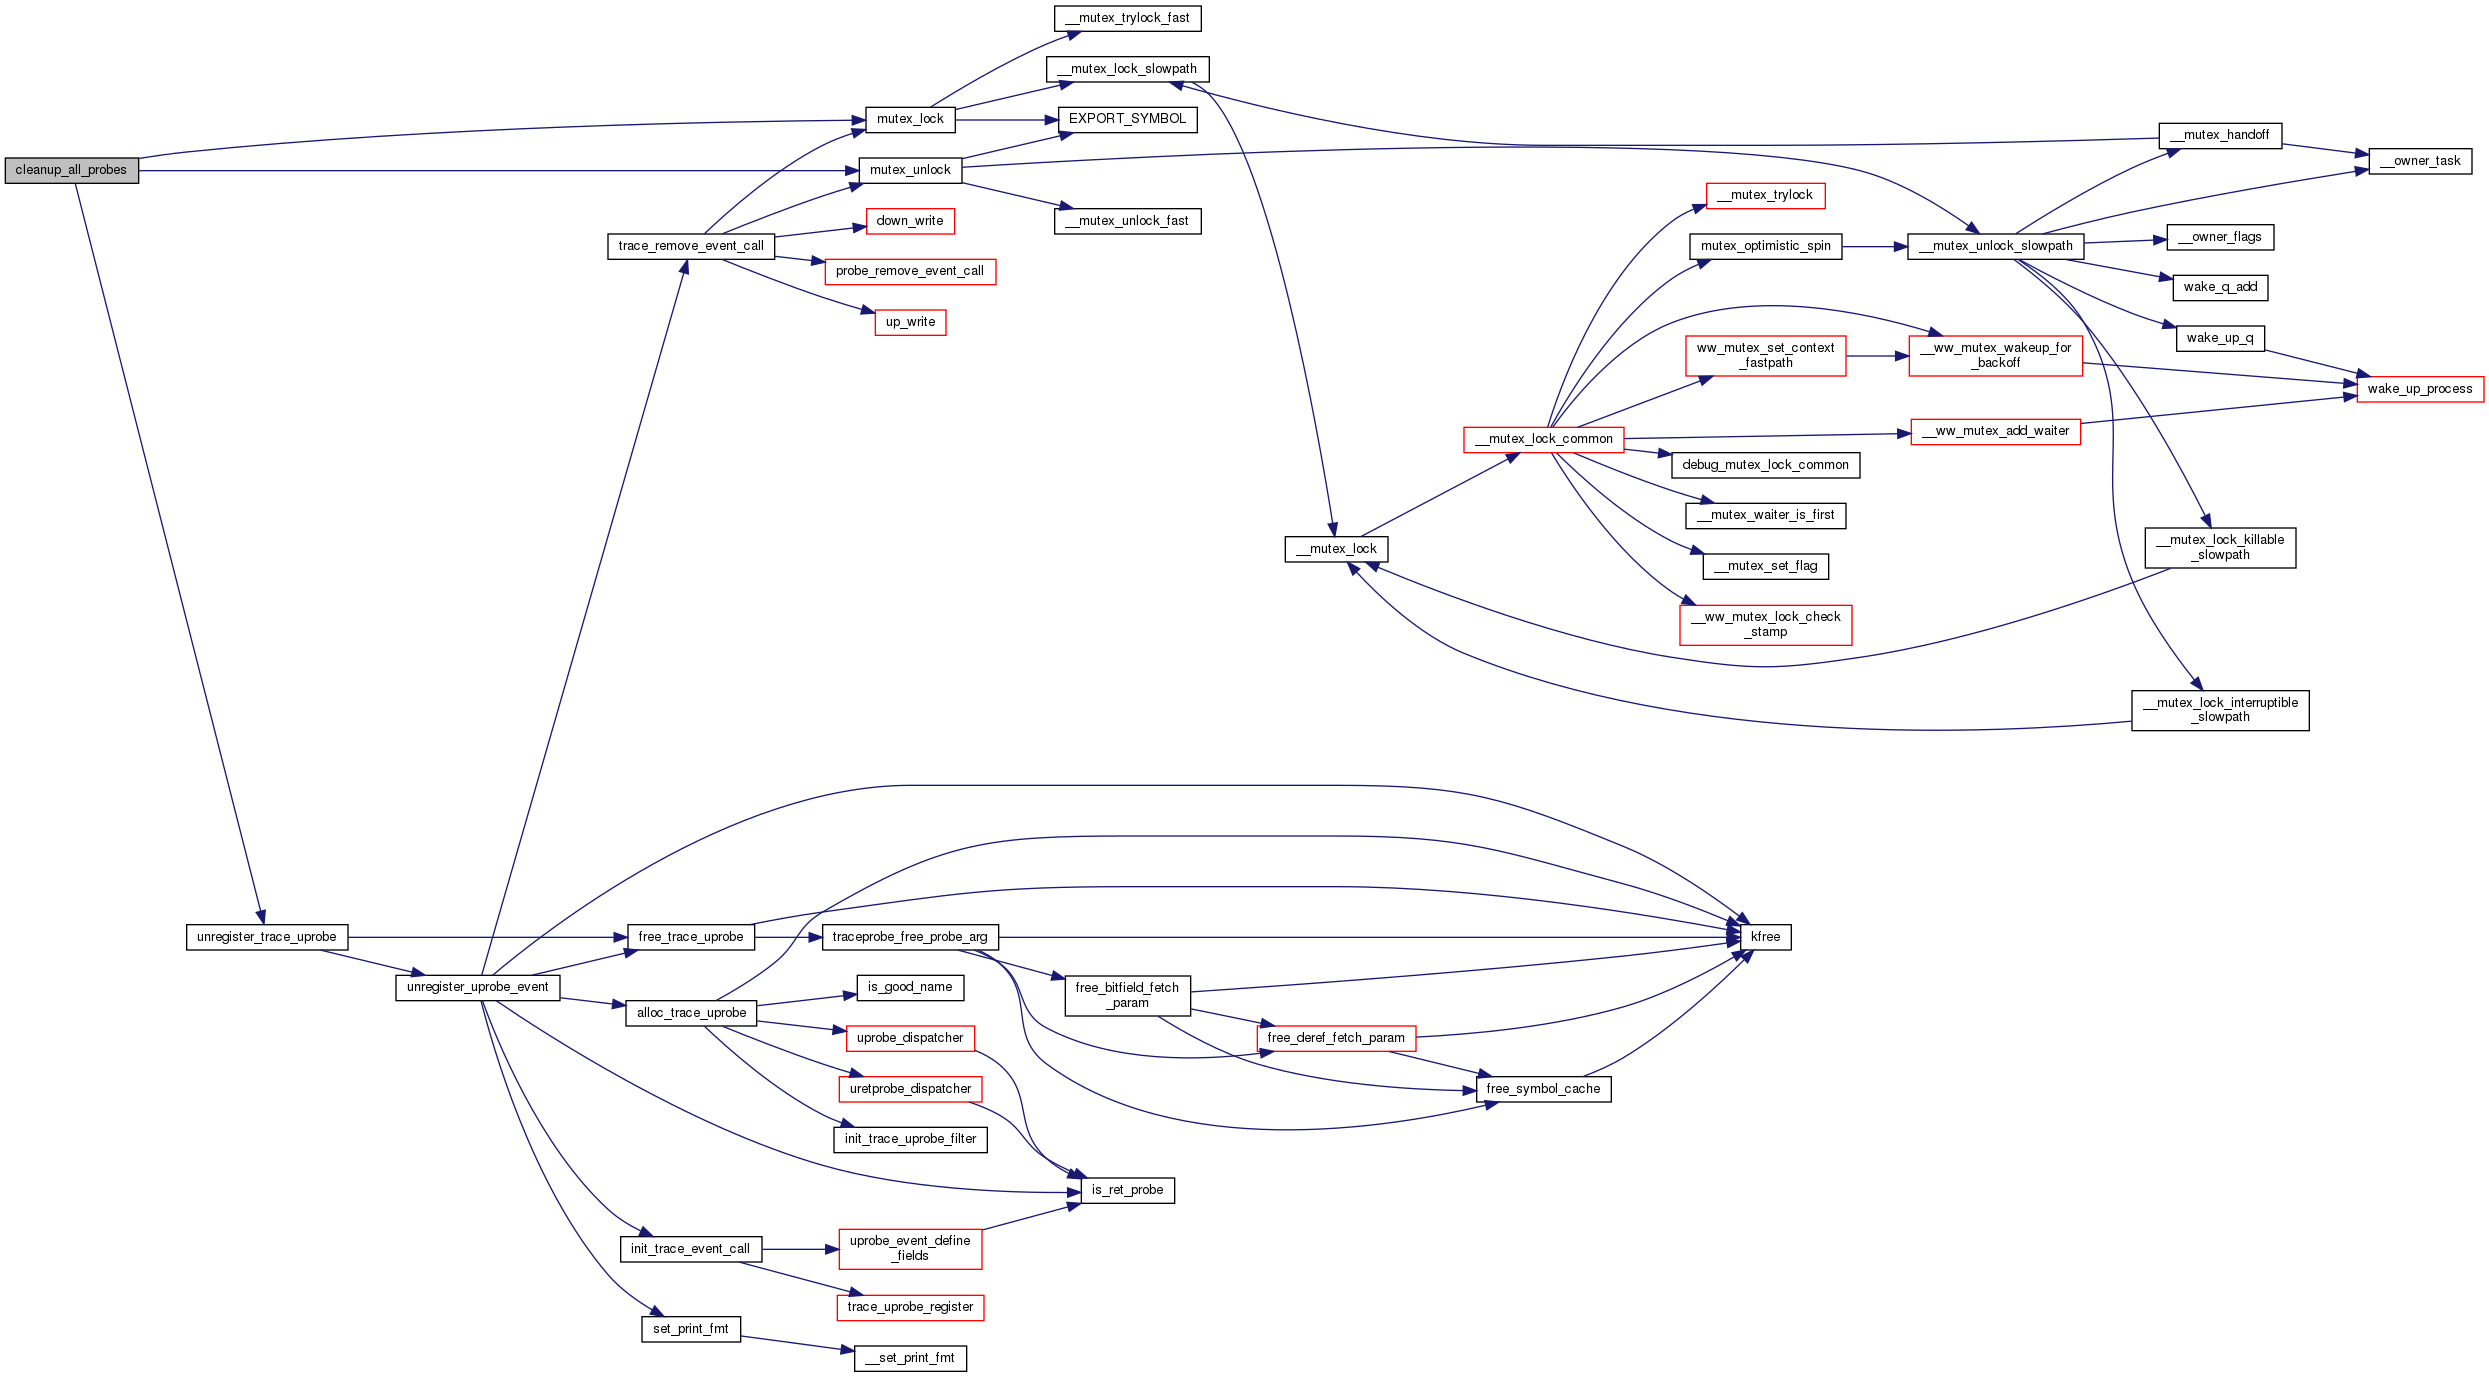 __mutex_trylock_fast
__mutex_lock_slowpath
mutex_lock
EXPORT_SYMBOL
__mutex_handoff
__owner_task
cleanup_all_probes
mutex_unlock
__mutex_trylock
down_write
__mutex_unlock_fast
__owner_flags
trace_remove_event_call
mutex_optimistic_spin
__mutex_unlock_slowpath
probe_remove_event_call
wake_q_add
up_write
wake_up_q
ww_mutex_set_context
_fastpath
__ww_mutex_wakeup_for
_backoff
wake_up_process
__mutex_lock_common
__ww_mutex_add_waiter
debug_mutex_lock_common
__mutex_waiter_is_first
__mutex_lock
__mutex_lock_killable
_slowpath
__mutex_set_flag
__ww_mutex_lock_check
_stamp
__mutex_lock_interruptible
_slowpath
unregister_trace_uprobe
free_trace_uprobe
traceprobe_free_probe_arg
kfree
unregister_uprobe_event
is_good_name
free_bitfield_fetch
_param
alloc_trace_uprobe
uprobe_dispatcher
free_deref_fetch_param
uretprobe_dispatcher
free_symbol_cache
init_trace_uprobe_filter
is_ret_probe
init_trace_event_call
uprobe_event_define
_fields
trace_uprobe_register
set_print_fmt
__set_print_fmt